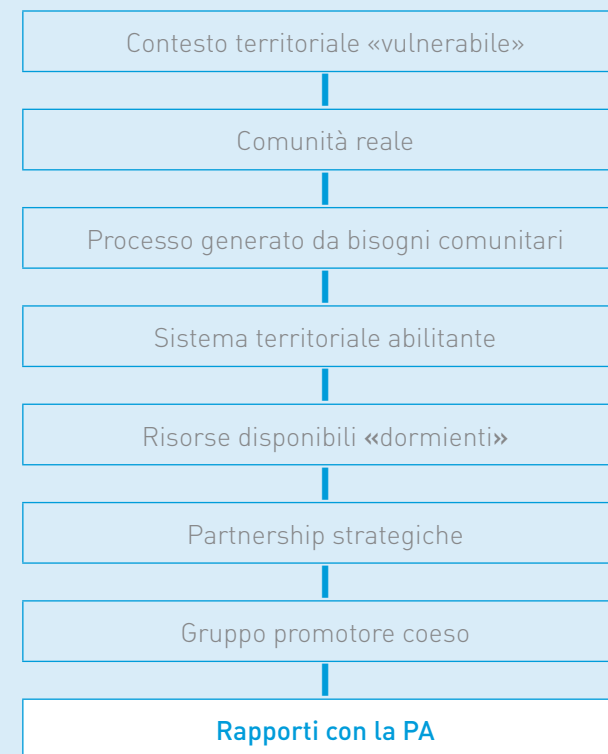 Contesto territoriale «vulnerabile»
Comunità reale
Processo generato da bisogni comunitari
Sistema territoriale abilitante
Risorse disponibili «dormienti»
Partnership strategiche
Gruppo promotore coeso
Rapporti con la PA